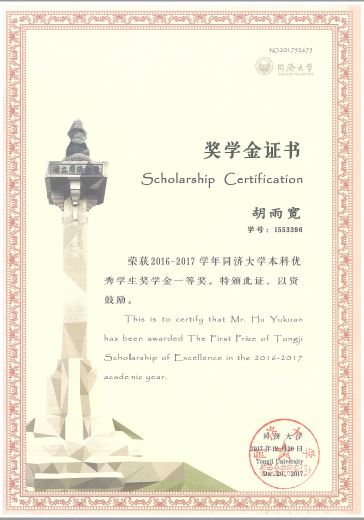 NO.201752675
同济大学
奖学金证书
Scholarship Certification
胡雨宽
学号：1553396
荣获2016-2017学年同济大学本科优
秀学生奖学金一等奖。特颁此证，以资
鼓励。
This is to certify that Mr. Hu Yukuan
has been awarded The First Prize of Tongji
Scholarship of Excellence in the 2016-2017
academic year.
同济大学
2017年12月20日
Tongji University
Dec. 20, 2017